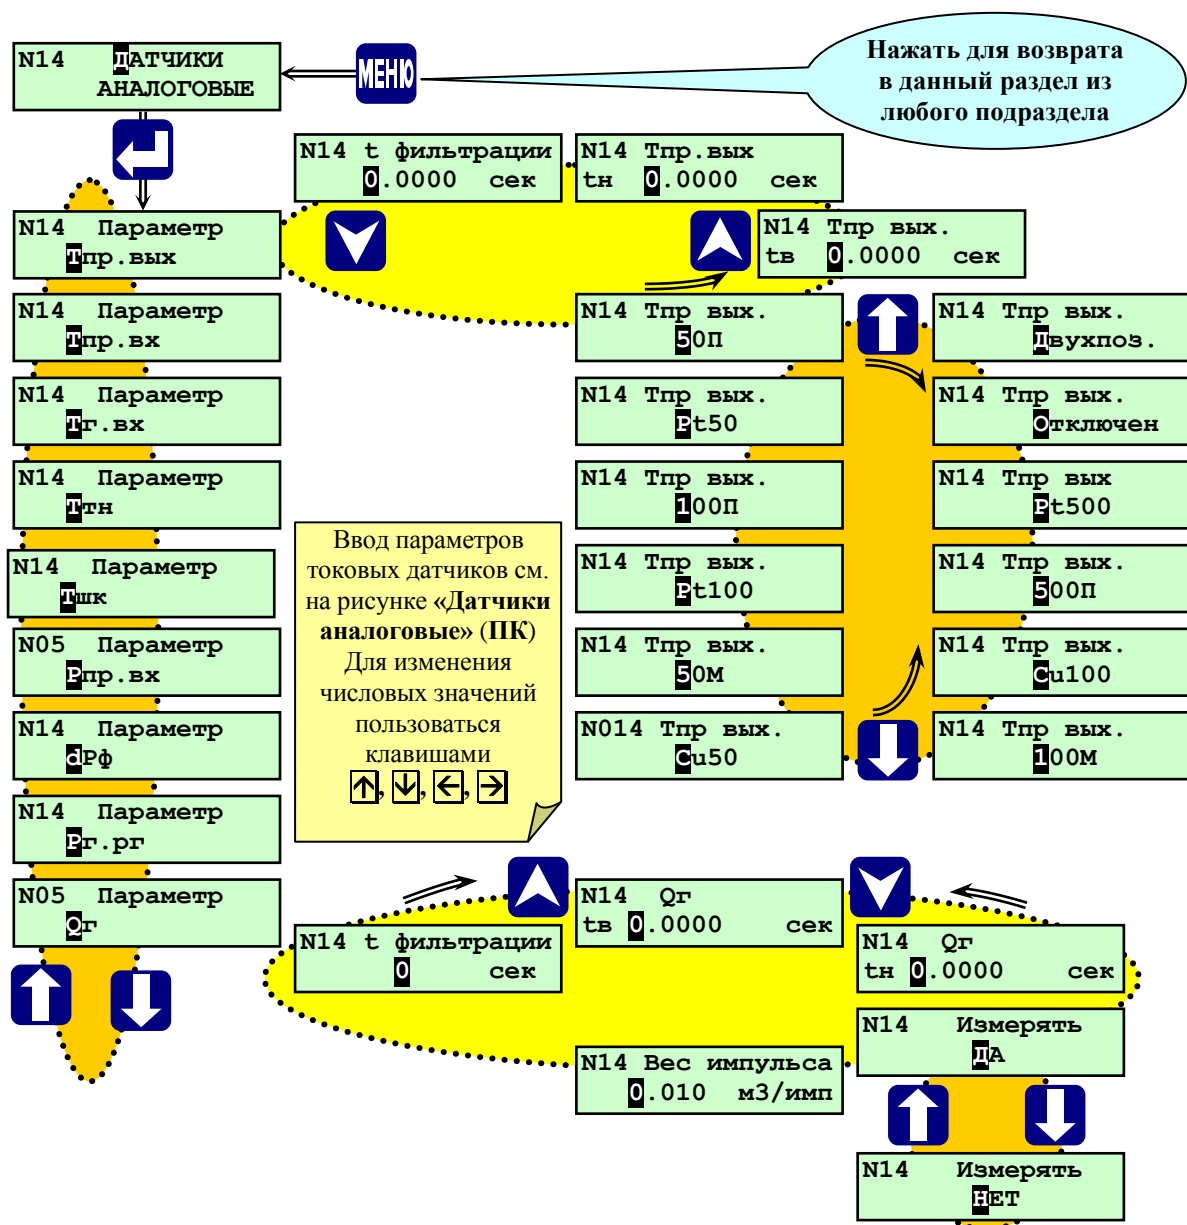 N14 ДАТЧИКИ
АНАЛОГОВЫЕ
МЕНЮ
Нажать для возврата
в данный раздел из
любого подраздела
N14 t фильтрации
0.0000 сек
N14 Тпр.вых
tн 0.0000 сек
N14 Тпр вых.
tв 0.0000 сек
N14 Параметр
Тпр.вых
N14 Параметр
Тпр.вх
N14 Параметр
Тг.вх
N14 Параметр
Ттн
N14 Параметр
Тшк
N05 Параметр
Рпр.вх
N14 Параметр
dРф
N14 Параметр
Рг.рг
N05 Параметр
Qг
N14 Тпр вых.
50П
N14 Тпр вых.
Pt50
N14 Тпр вых.
100П
N14 Тпр вых.
Pt100
N14 Тпр вых.
50М
N014 Тпр вых.
Cu50
N14 Тпр вых.
Двухпоз.
N14 Тпр вых.
Отключен
N14 Тпр вых
Pt500
N14 Тпр вых.
500П
N14 Тпр вых.
Cu100
N14 Тпр вых.
100М
Ввод параметров
токовых датчиков см.
на рисунке «Датчики
аналоговые» (ПК)
Для изменения
числовых значений
пользоваться
клавишами
↑, ↓, ←, →
N14 t фильтрации
0 сек
N14 Qг
tв 0.0000 сек
N14 Qг
tн 0.0000 сек
N14 Вес импульса
0.010 м3/имп
N14 Измерять
ДА
N14 Измерять
НЕТ